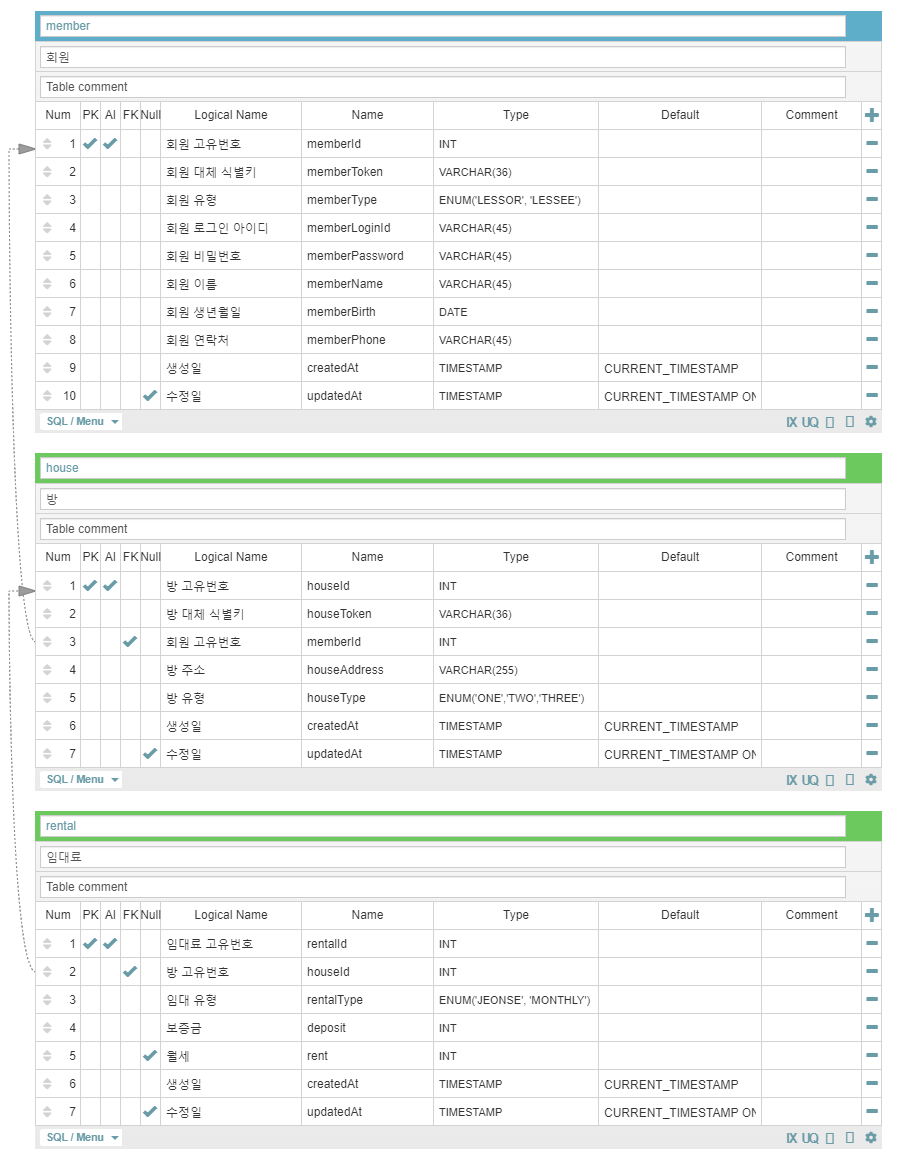 member
회원
Table comment
Num PK AI FK Null Logical Name Name Type Default Comment
1 회원 고유번호 memberId INT
2 회원 대체 식별키 memberToken VARCHAR(36)
3 회원 유형 memberType ENUM('LESSOR', 'LESSEE')
4 회원 로그인 아이디 memberLoginId VARCHAR(45)
5 회원 비밀번호 memberPassword VARCHAR(45)
6 회원 이름 memberName VARCHAR(45)
7 회원 생년월일 memberBirth DATE
8 회원 연락처 memberPhone VARCHAR(45)
9 생성일 createdAt TIMESTAMP CURRENT_TIMESTAMP
10 수정일 updatedAt TIMESTAMP CURRENT_TIMESTAMP ON
SQL / Menu IX UQ
house
방
Table comment
Num PK AI FK Null Logical Name Name Type Default Comment
1 방 고유번호 houseId INT
2 방 대체 식별키 houseToken VARCHAR(36)
3 회원 고유번호 memberId INT
4 방 주소 houseAddress VARCHAR(255)
5 방 유형 houseType ENUM('ONE','TWO','THREE')
6 생성일 createdAt TIMESTAMP CURRENT_TIMESTAMP
7 수정일 updatedAt TIMESTAMP CURRENT_TIMESTAMP ON
SQL / Menu IX UQ
rental
임대료
Table comment
Num PK AI FK Null Logical Name Name Type Default Comment
1 임대료 고유번호 rentalId INT
2 방 고유번호 houseId INT
3 임대 유형 rentalType ENUM('JEONSE', 'MONTHLY')
4 보증금 deposit INT
5 월세 rent INT
6 생성일 createdAt TIMESTAMP CURRENT_TIMESTAMP
7 수정일 updatedAt TIMESTAMP CURRENT_TIMESTAMP ON
SQL / Menu IX UQ